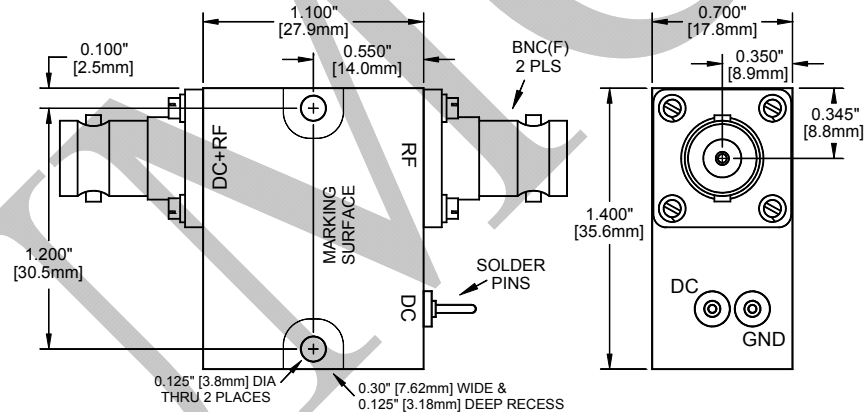 1.100"
[27.9mm]
0.550"
[14.0mm]
0.100"
[2.5mm]
BNC(F)
2 PLS
0.700"
[17.8mm]
0.350"
[8.9mm]
0.345"
[8.8mm]
DC+RF
RF
MARKING
SURFACE
1.200"
[30.5mm]
1.400"
[35.6mm]
SOLDER
PINS
DC
DC
GND
0.125" [3.8mm] DIA
THRU 2 PLACES
0.30" [7.62mm] WIDE &
0.125" [3.18mm] DEEP RECESS